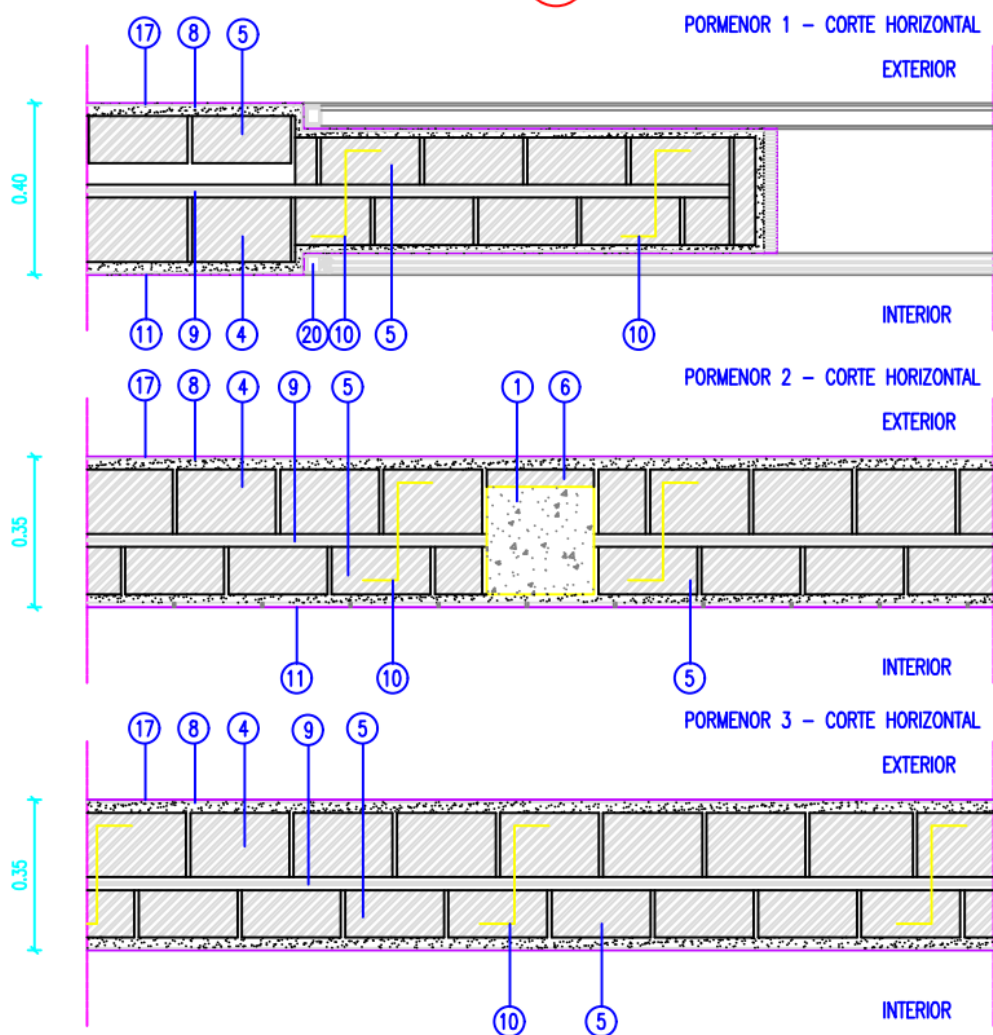 PORMENOR 1 – CORTE HORIZONTAL
17 8 5
EXTERIOR
0.40
INTERIOR
11 9 4 20 10 5 10
PORMENOR 2 – CORTE HORIZONTAL
17 8 4 9 5 1 6
EXTERIOR
0.35
INTERIOR
11 10 5
PORMENOR 3 – CORTE HORIZONTAL
17 8 4 9 5
EXTERIOR
0.35
INTERIOR
10 5